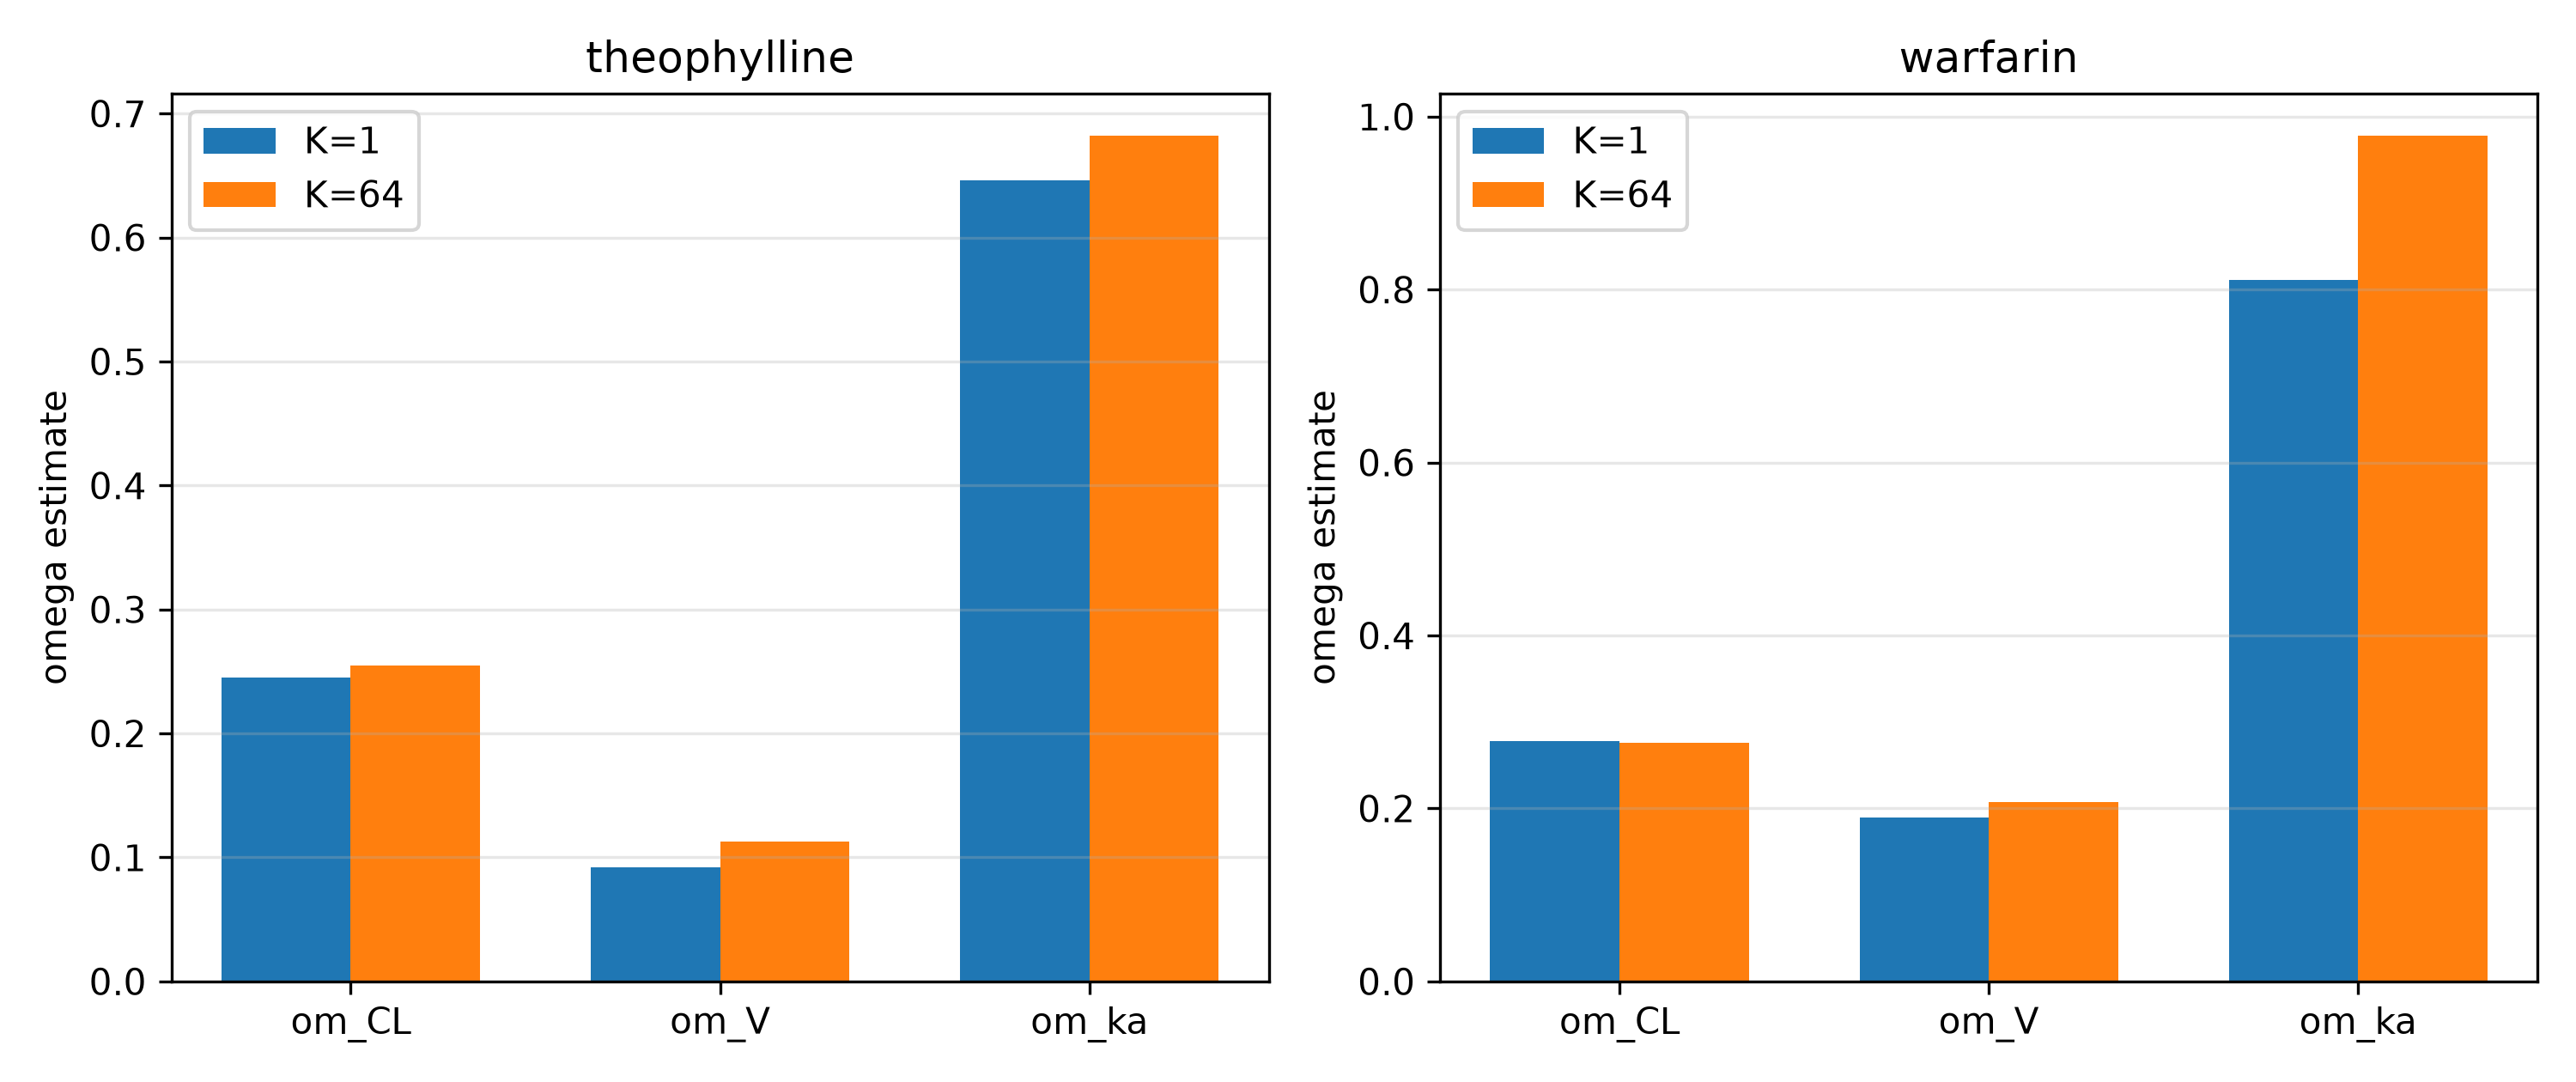 theophylline
omega estimate
0.7
0.6
0.5
0.4
0.3
0.2
0.1
0.0
K=1
K=64
om_CL om_V om_ka
warfarin
omega estimate
1.0
0.8
0.6
0.4
0.2
0.0
K=1
K=64
om_CL om_V om_ka